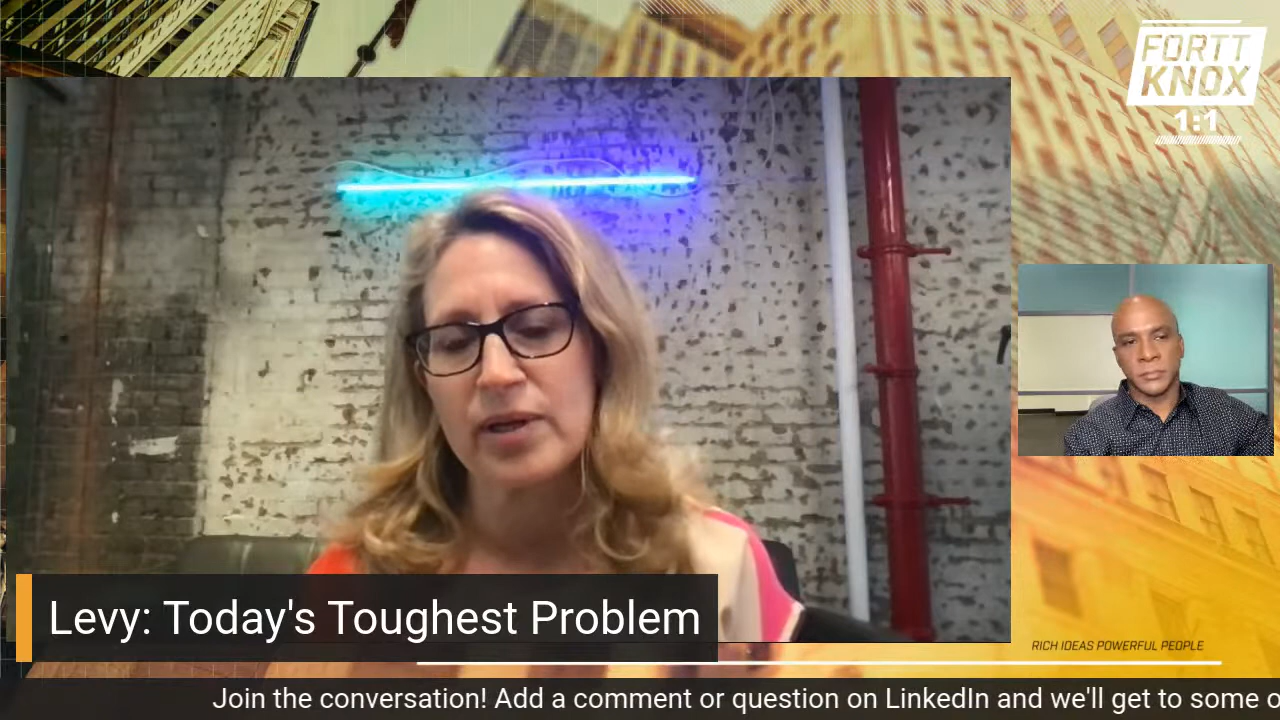 FORTT
KNOX
1:1
Levy: Today's Toughest Problem
RICH IDEAS POWERFUL PEOPLE
Join the conversation! Add a comment or question on LinkedIn and we'll get to some